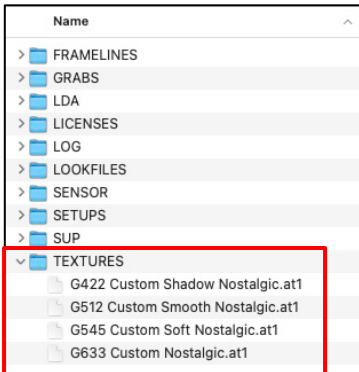 Name
FRAMELINES
GRABS
LDA
LICENSES
LOG
LOOKFILES
SENSOR
SETUPS
SUP
TEXTURES
G422 Custom Shadow Nostalgic.at1
G512 Custom Smooth Nostalgic.at1
G545 Custom Soft Nostalgic.at1
G633 Custom Nostalgic.at1